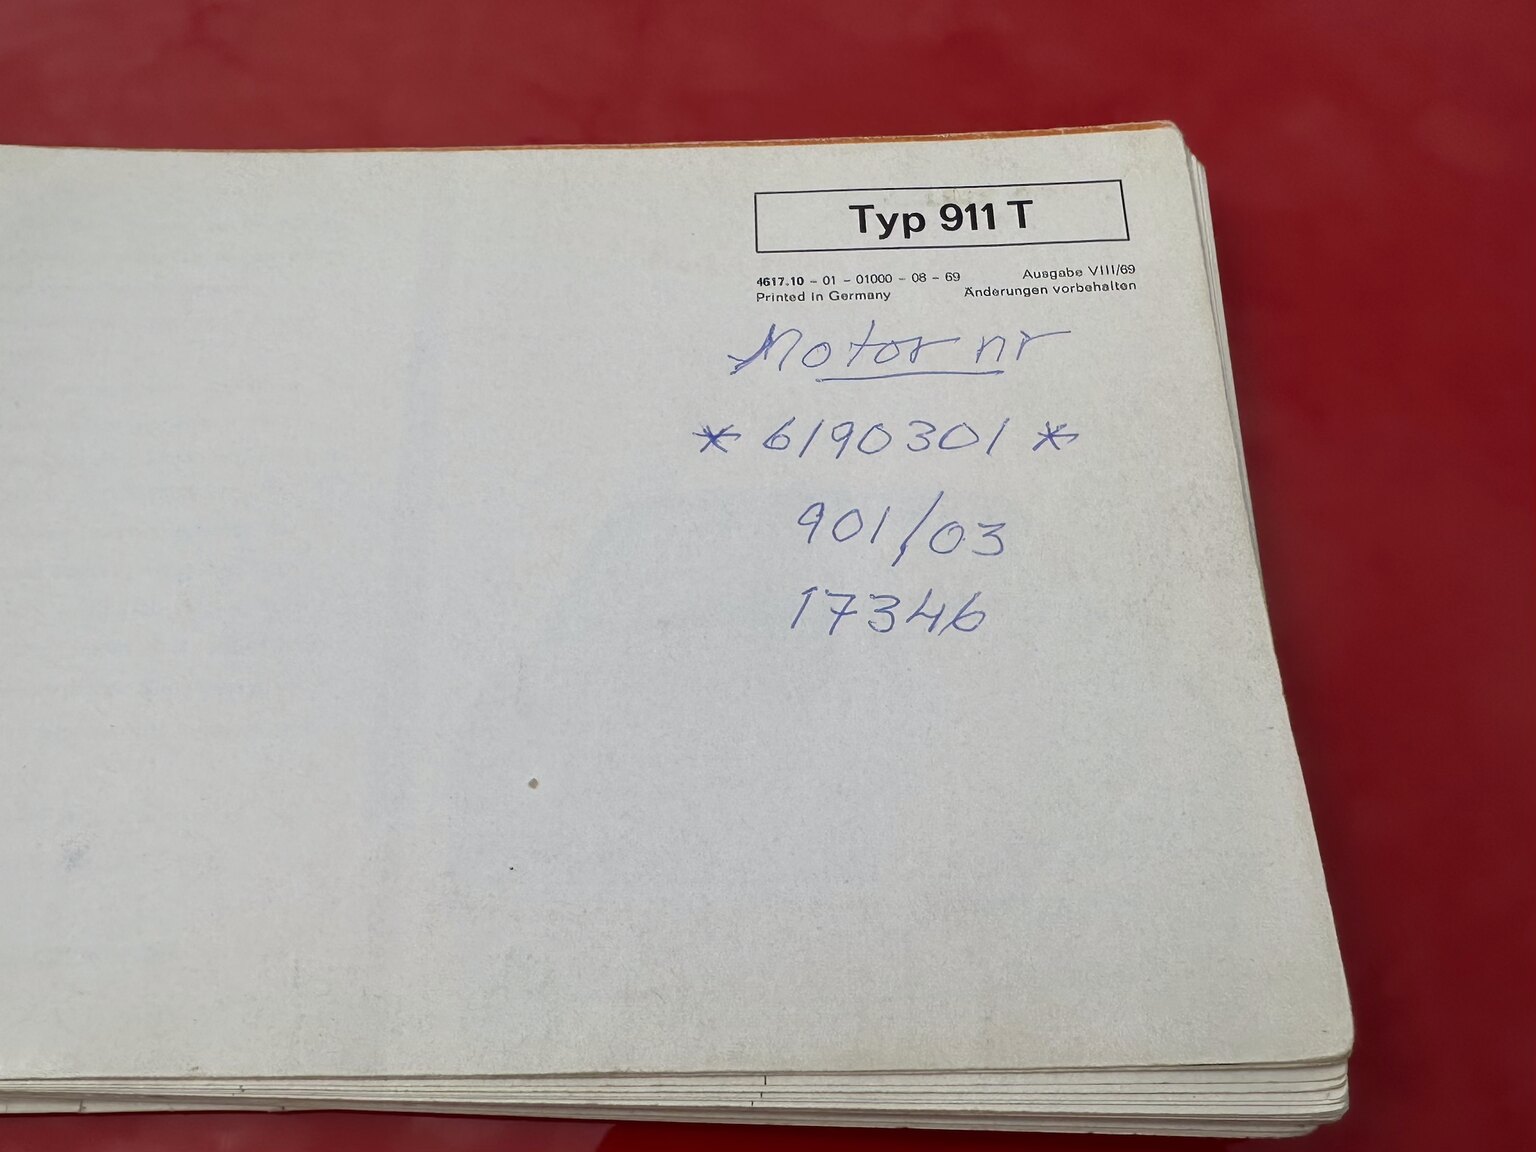 Typ 911 T
4617.10 – 01 – 01000 – 08 – 69 Ausgabe VIII/69
Printed in Germany Änderungen vorbehalten
Motor nr
* 6190301 *
901/03
17346